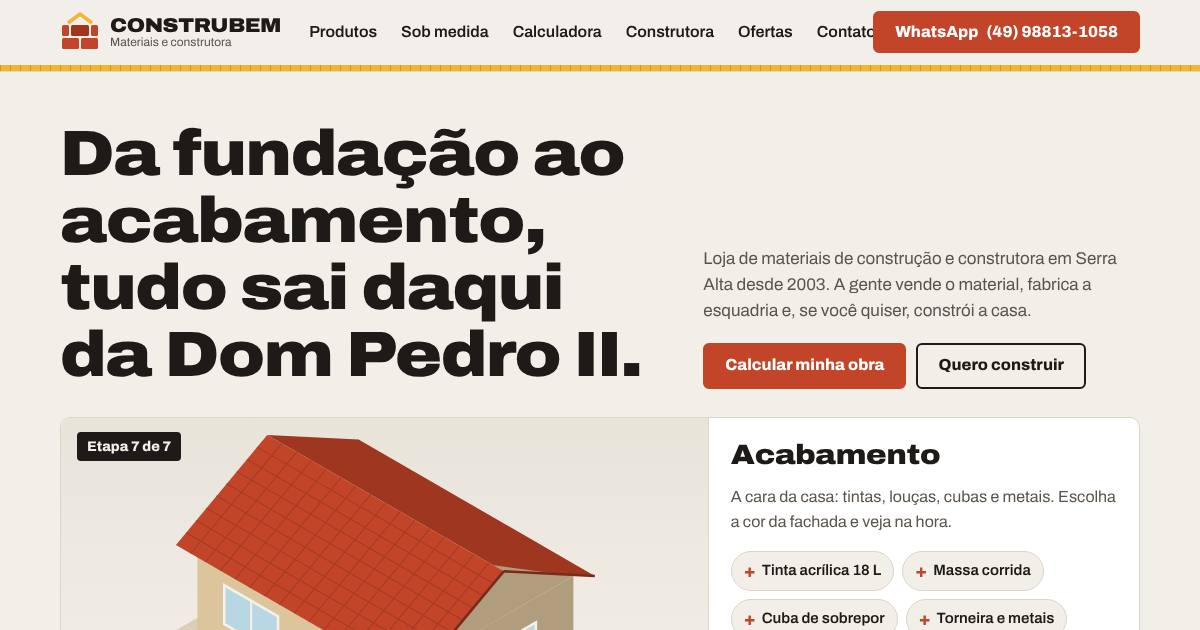 CONSTRUBEM
Materiais e construtora
Produtos
Sob medida
Calculadora
Construtora
Ofertas
Contato
WhatsApp (49) 98813-1058
Da fundação ao
acabamento,
tudo sai daqui
da Dom Pedro II.
Loja de materiais de construção e construtora em Serra
Alta desde 2003. A gente vende o material, fabrica a
esquadria e, se você quiser, constrói a casa.
Calcular minha obra
Quero construir
Etapa 7 de 7
Acabamento
A cara da casa: tintas, louças, cubas e metais. Escolha
a cor da fachada e veja na hora.
+ Tinta acrílica 18 L
+ Massa corrida
+ Cuba de sobrepor
+ Torneira e metais